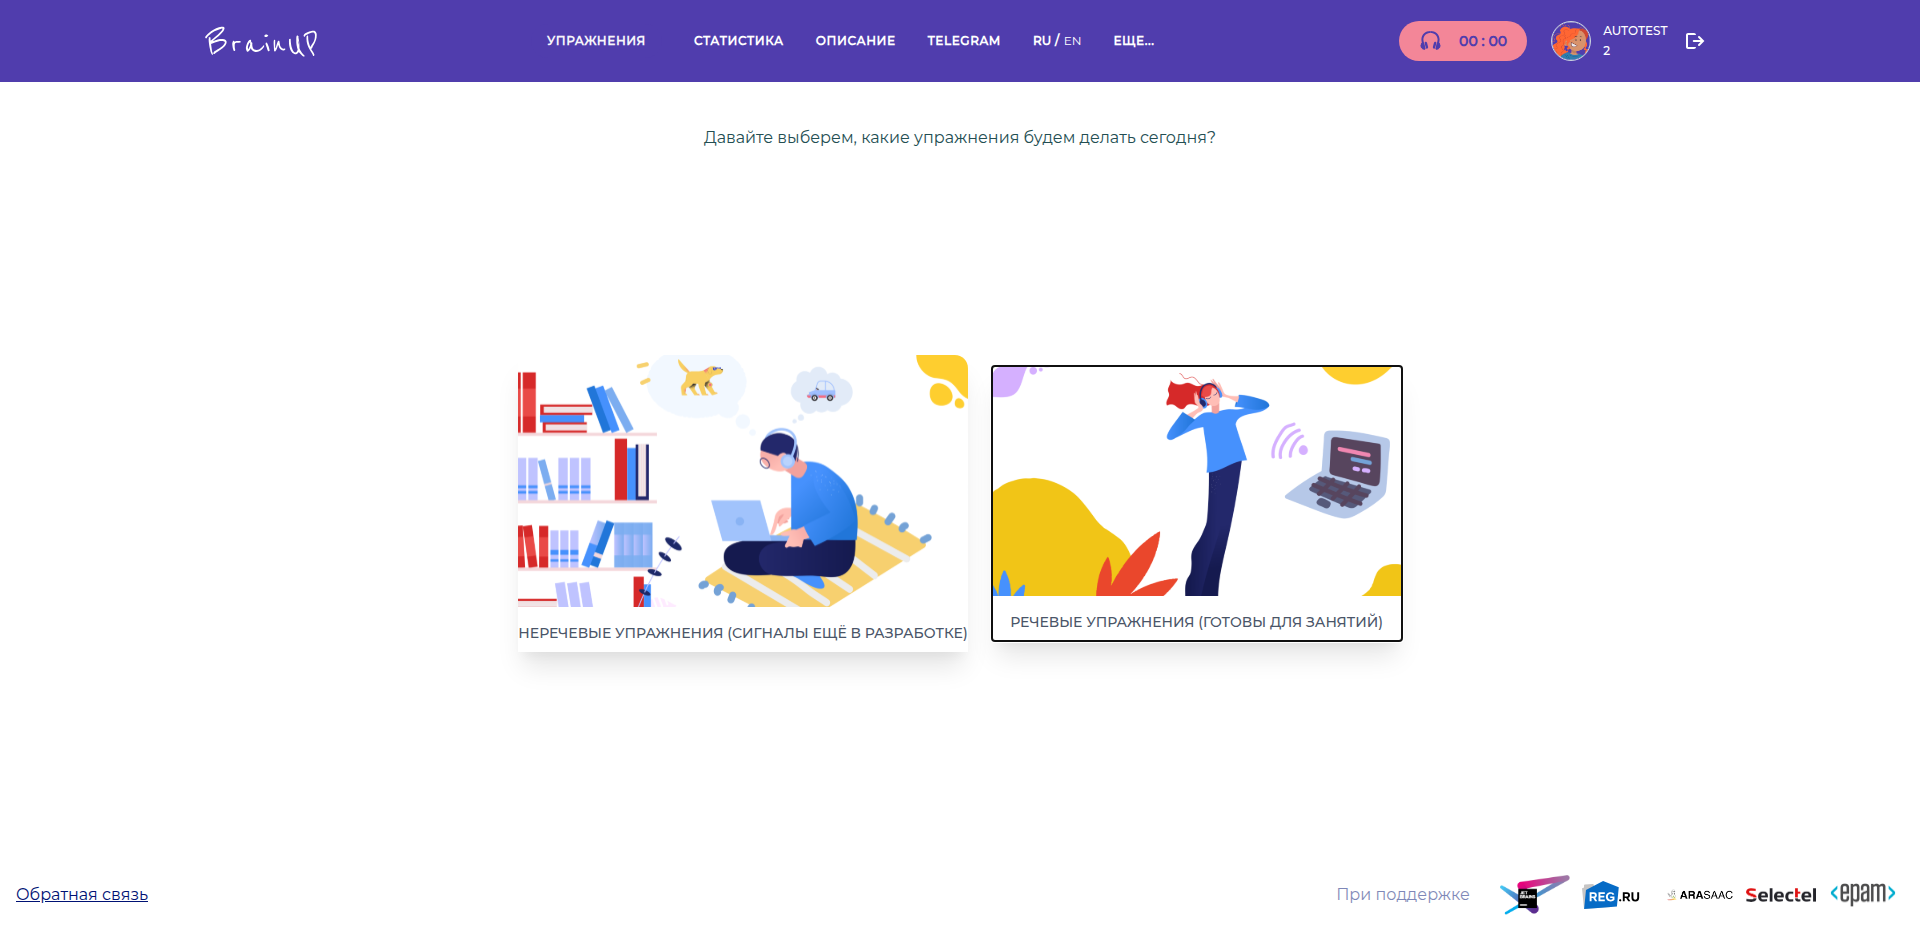 BrainUP
УПРАЖНЕНИЯ
СТАТИСТИКА
ОПИСАНИЕ
TELEGRAM
RU / EN
ЕЩЕ...
00 : 00
AUTOTEST
2
Давайте выберем, какие упражнения будем делать сегодня?
НЕРЕЧЕВЫЕ УПРАЖНЕНИЯ (СИГНАЛЫ ЕЩЁ В РАЗРАБОТКЕ)
РЕЧЕВЫЕ УПРАЖНЕНИЯ (ГОТОВЫ ДЛЯ ЗАНЯТИЙ)
Обратная связь
При поддержке
JET
BRAINS
REG.RU
ARASAAC
Selectel
<epam>